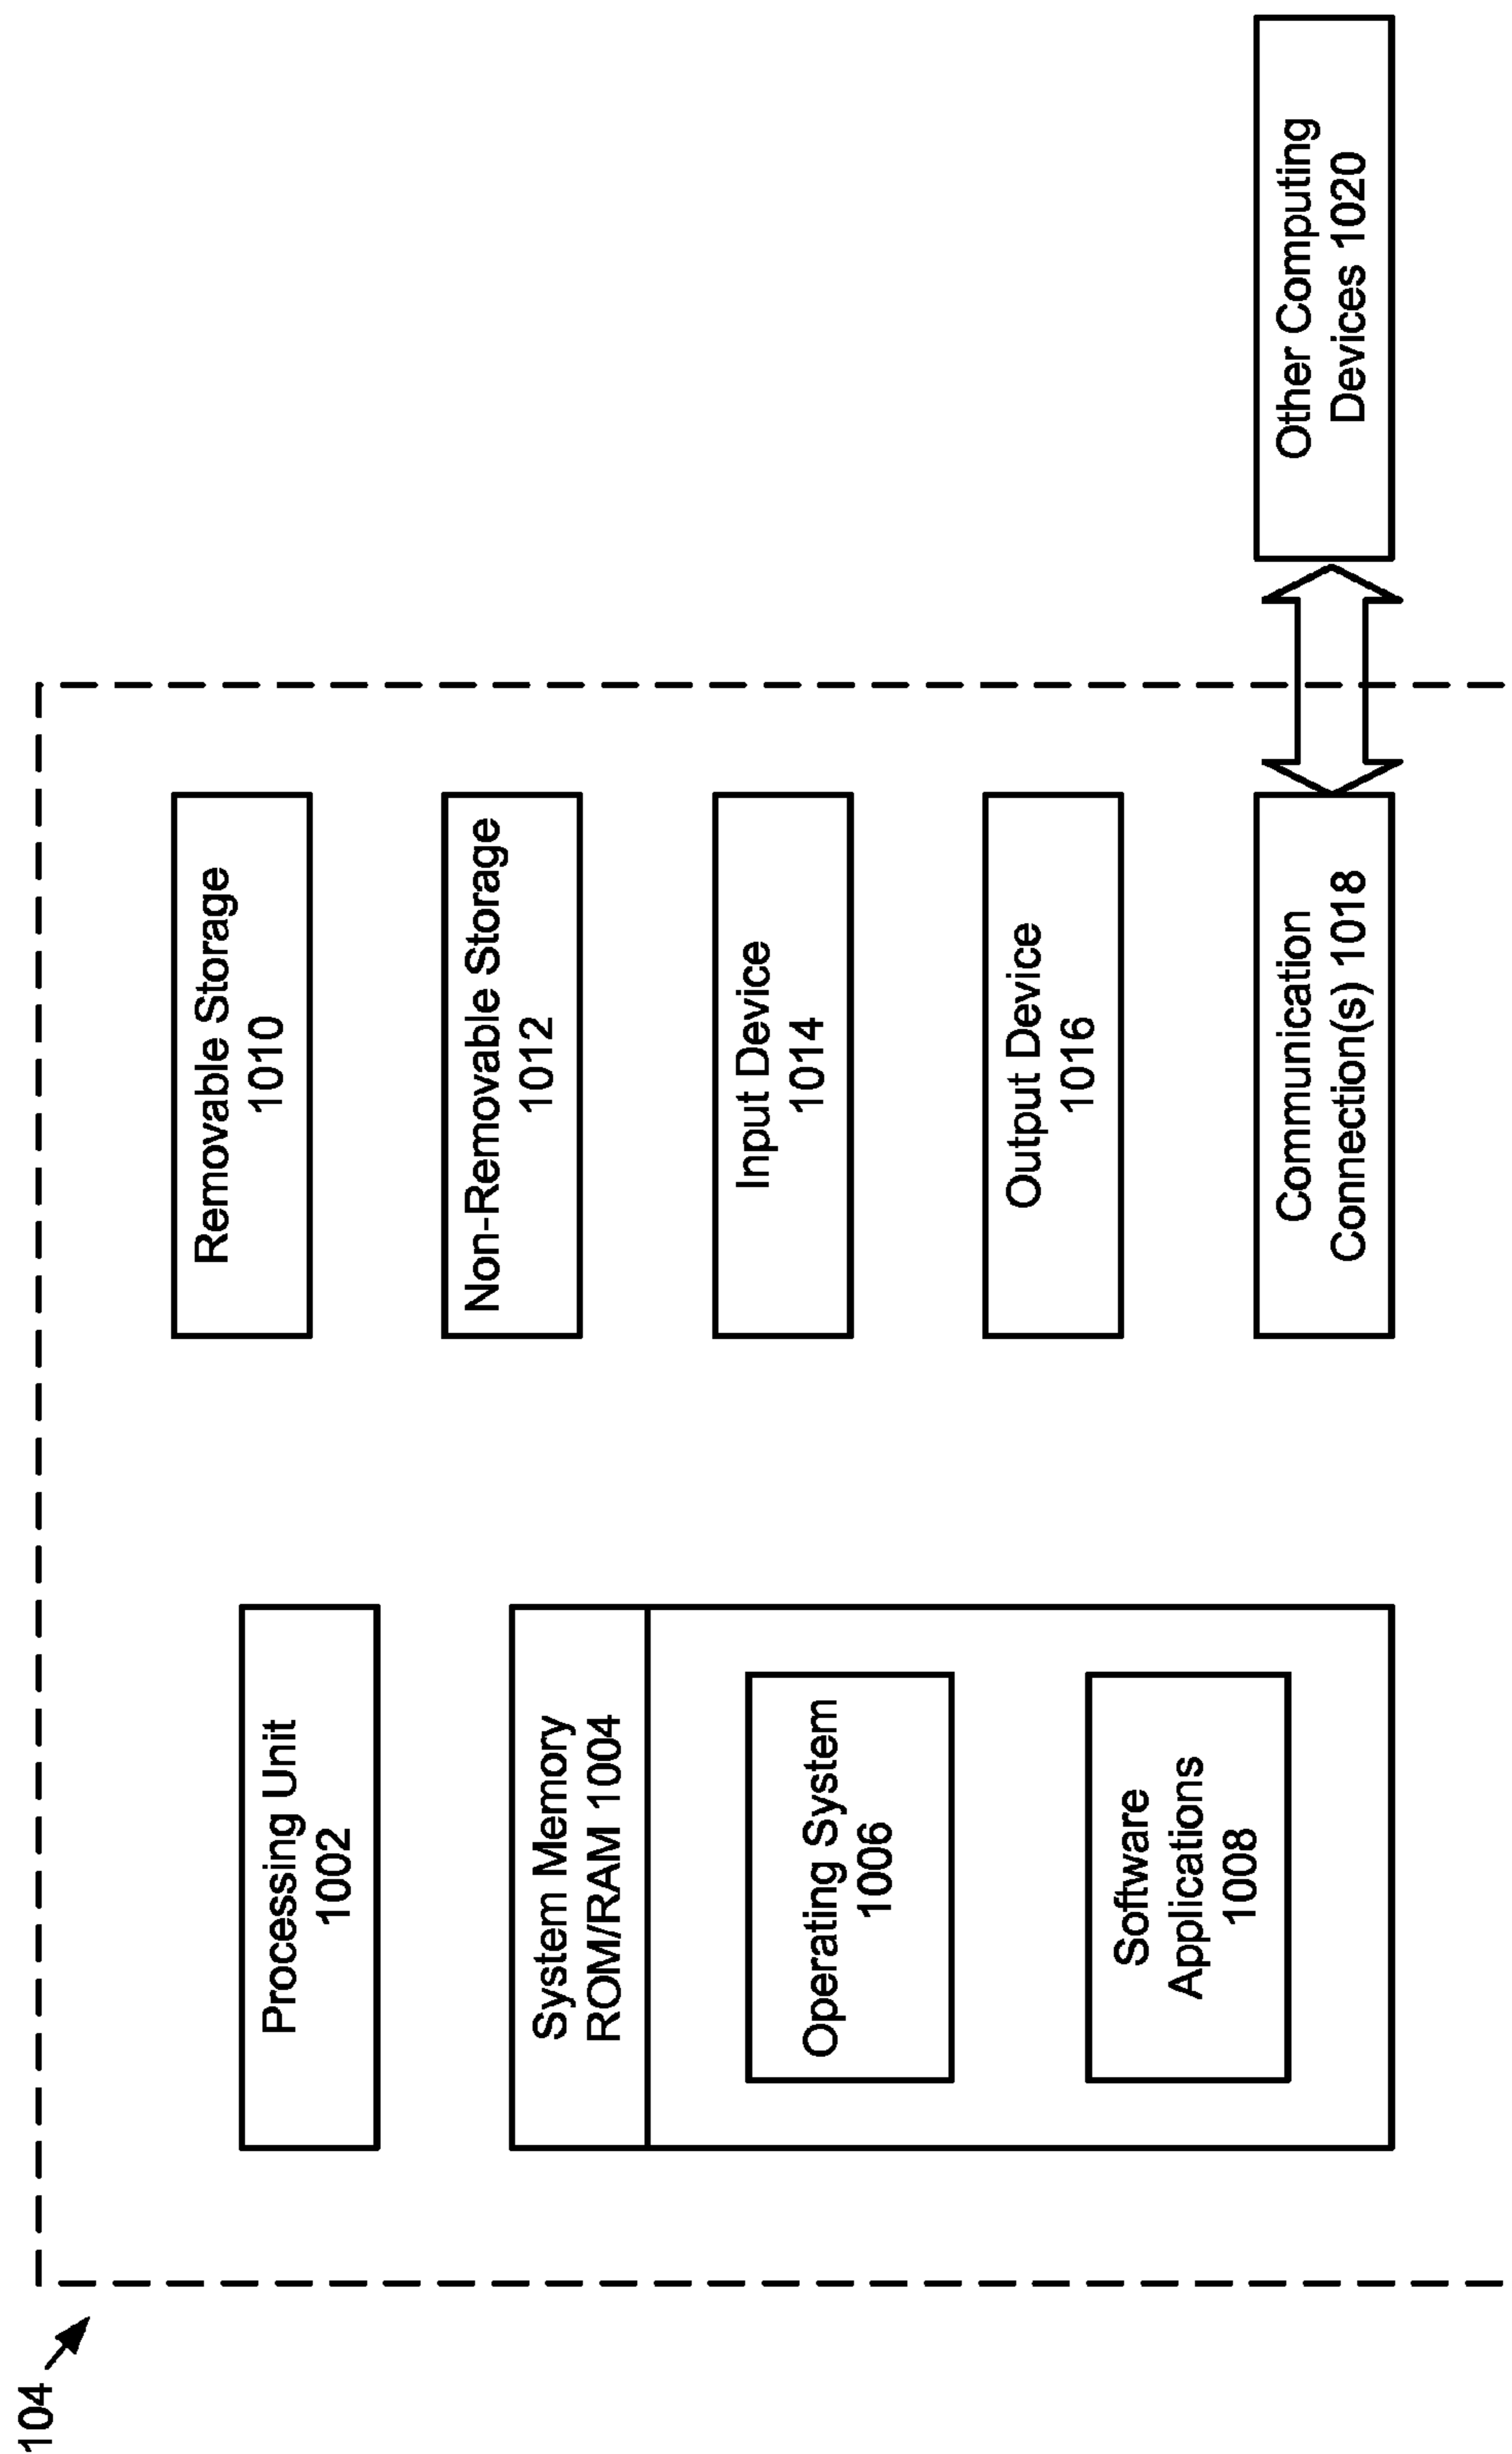 104
Processing Unit
1002
System Memory
ROM/RAM 1004
Operating System
1006
Software
Applications
1008
Removable Storage
1010
Non-Removable Storage
1012
Input Device
1014
Output Device
1016
Communication
Connection(s) 1018
Other Computing
Devices 1020